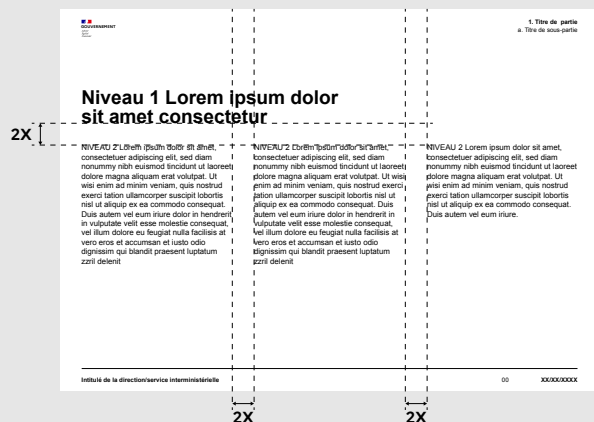 GOUVERNEMENT
1. Titre de partie
a. Titre de sous-partie
Niveau 1 Lorem ipsum dolor
sit amet consectetur
2X
NIVEAU 2 Lorem ipsum dolor sit amet,
consectetuer adipiscing elit, sed diam
nonummy nibh euismod tincidunt ut laoreet
dolore magna aliquam erat volutpat. Ut
wisi enim ad minim veniam, quis nostrud
exerci tation ullamcorper suscipit lobortis
nisl ut aliquip ex ea commodo consequat.
Duis autem vel eum iriure dolor in hendrerit
in vulputate velit esse molestie consequat,
vel illum dolore eu feugiat nulla facilisis at
vero eros et accumsan et iusto odio
dignissim qui blandit praesent luptatum
zzril delenit
NIVEAU 2 Lorem ipsum dolor sit amet,
consectetuer adipiscing elit, sed diam
nonummy nibh euismod tincidunt ut laoreet
dolore magna aliquam erat volutpat. Ut wisi
enim ad minim veniam, quis nostrud exerci
tation ullamcorper suscipit lobortis nisl ut
aliquip ex ea commodo consequat. Duis
autem vel eum iriure dolor in hendrerit in
vulputate velit esse molestie consequat,
vel illum dolore eu feugiat nulla facilisis at
vero eros et accumsan et iusto odio
dignissim qui blandit praesent luptatum
zzril delenit
NIVEAU 2 Lorem ipsum dolor sit amet,
consectetuer adipiscing elit, sed diam
nonummy nibh euismod tincidunt ut laoreet
dolore magna aliquam erat volutpat. Ut
wisi enim ad minim veniam, quis nostrud
exerci tation ullamcorper suscipit lobortis
nisl ut aliquip ex ea commodo consequat.
Duis autem vel eum iriure.
Intitulé de la direction/service interministérielle
00
XX/XX/XXXX
2X
2X